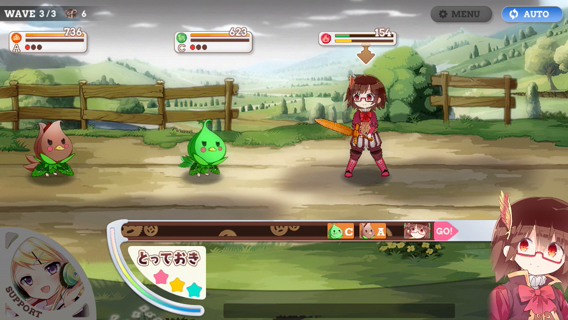 WAVE 3/3 6
MENU
AUTO
736
A
623
C
154
C A GO!
とっておき
SUPPORT